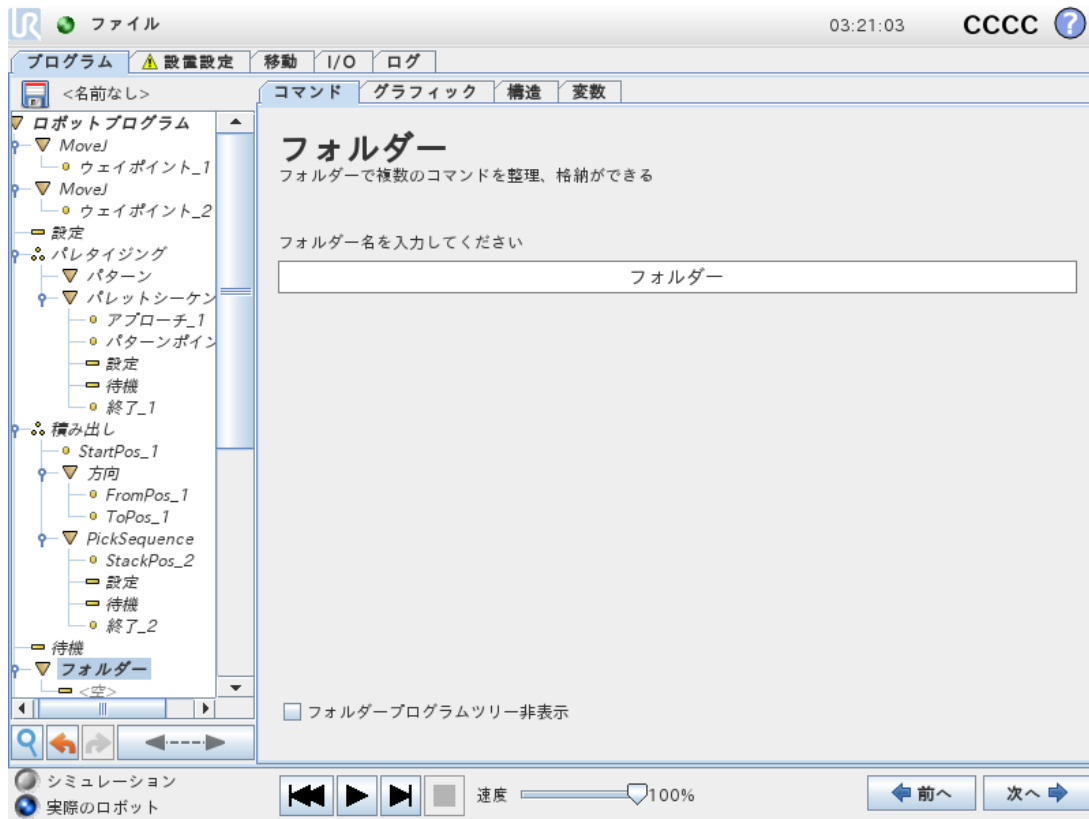 UR ファイル 03:21:03 CCCC ?
プログラム 設置設定 移動 I/O ログ
<名前なし>
コマンド グラフィック 構造 変数
ロボットプログラム
MoveJ
ウェイポイント_1
MoveJ
ウェイポイント_2
設定
パレタイジング
パターン
パレットシーケン
アプローチ_1
パターンポイン
設定
待機
終了_1
積み出し
StartPos_1
方向
FromPos_1
ToPos_1
PickSequence
StackPos_2
設定
待機
終了_2
待機
フォルダー
<空>
フォルダー
フォルダーで複数のコマンドを整理、格納ができる
フォルダー名を入力してください
フォルダー
フォルダープログラムツリー非表示
シミュレーション
実際のロボット
速度 100%
前へ 次へ